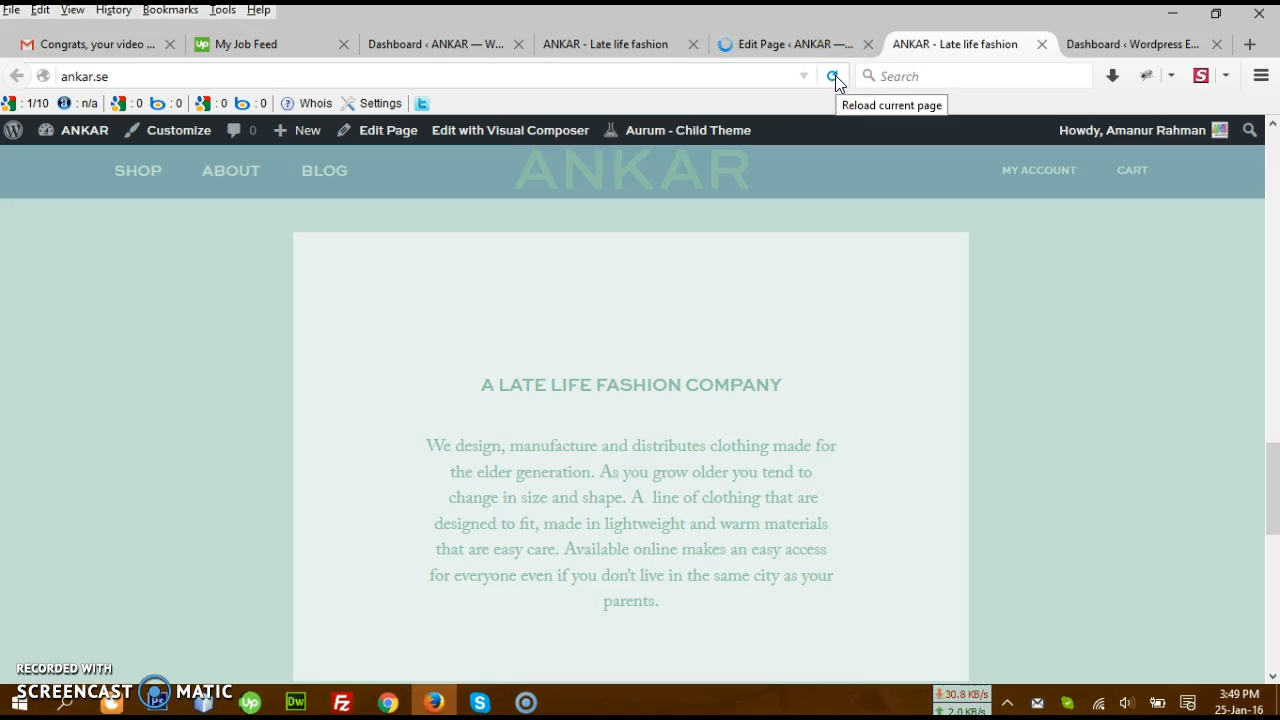 File Edit View History Bookmarks Tools Help
Congrats, your video ... My Job Feed Dashboard ‹ ANKAR — W... ANKAR - Late life fashion Edit Page ‹ ANKAR —... ANKAR - Late life fashion Dashboard ‹ Wordpress E...
ankar.se Search
: 1/10 : n/a : 0 : 0 : 0 : 0 ? Whois Settings
Reload current page
ANKAR Customize 0 + New Edit Page Edit with Visual Composer Aurum - Child Theme Howdy, Amanur Rahman
SHOP ABOUT BLOG ANKAR MY ACCOUNT CART
A LATE LIFE FASHION COMPANY
We design, manufacture and distributes clothing made for
the elder generation. As you grow older you tend to
change in size and shape. A line of clothing that are
designed to fit, made in lightweight and warm materials
that are easy care. Available online makes an easy access
for everyone even if you don't live in the same city as your
parents.
RECORDED WITH
SCREENCAST MATIC
up Dw Fz
30.8 KB/s
2.0 KB/s
3:49 PM
25-Jan-16